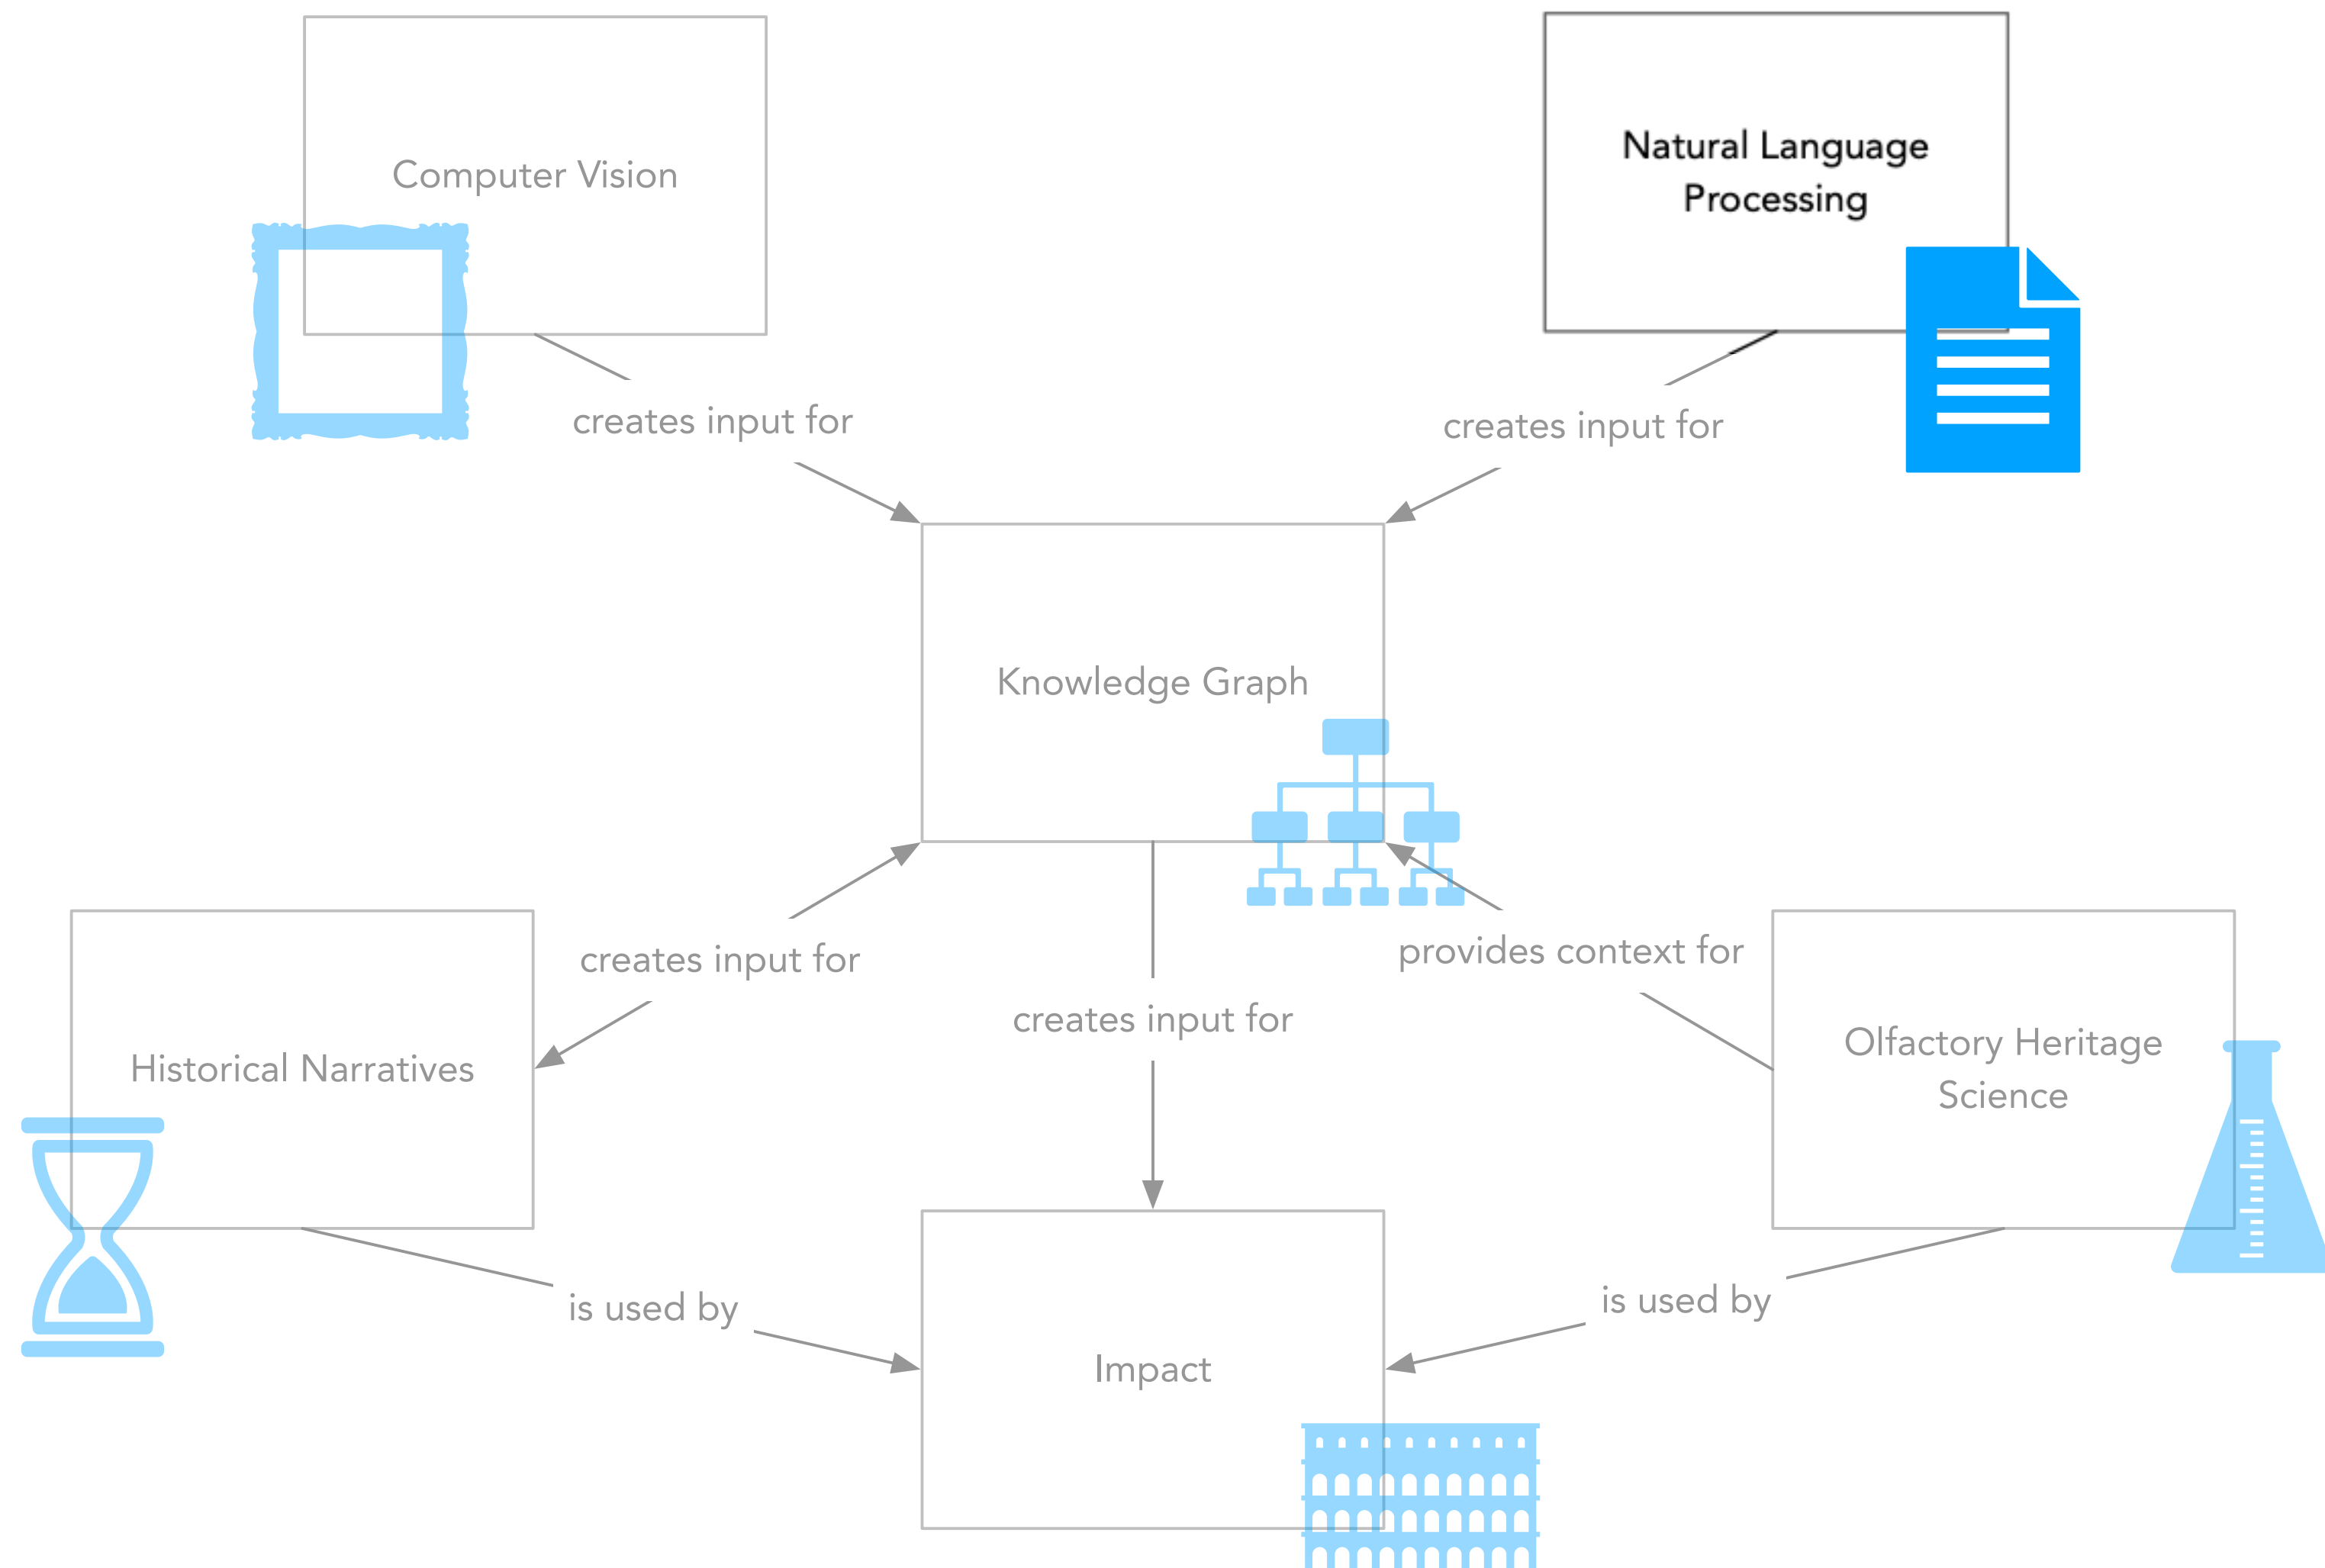 Computer Vision
Natural Language
Processing
creates input for
creates input for
Knowledge Graph
creates input for
provides context for
creates input for
Historical Narratives
Olfactory Heritage
Science
is used by
is used by
Impact